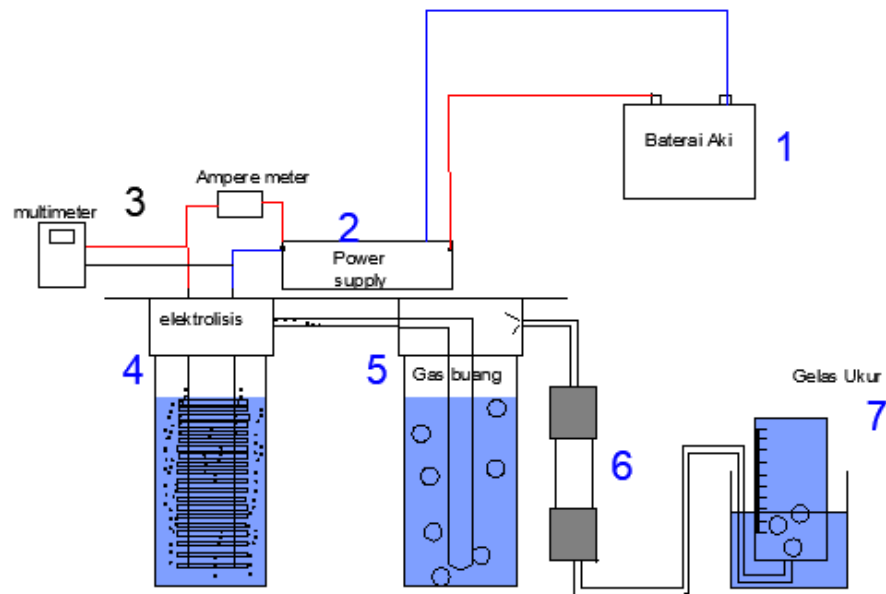 Baterai Aki
1
Ampere meter
3
multimeter
2
Power
supply
elektrolisis
4
5
Gas buang
Gelas Ukur
7
6